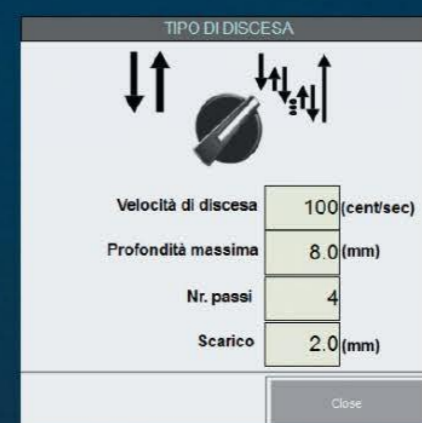 TIPO DI DISCESA
Velocità di discesa 100 (cent/sec)
Profondità massima 8.0 (mm)
Nr. passi 4
Scarico 2.0 (mm)
Close